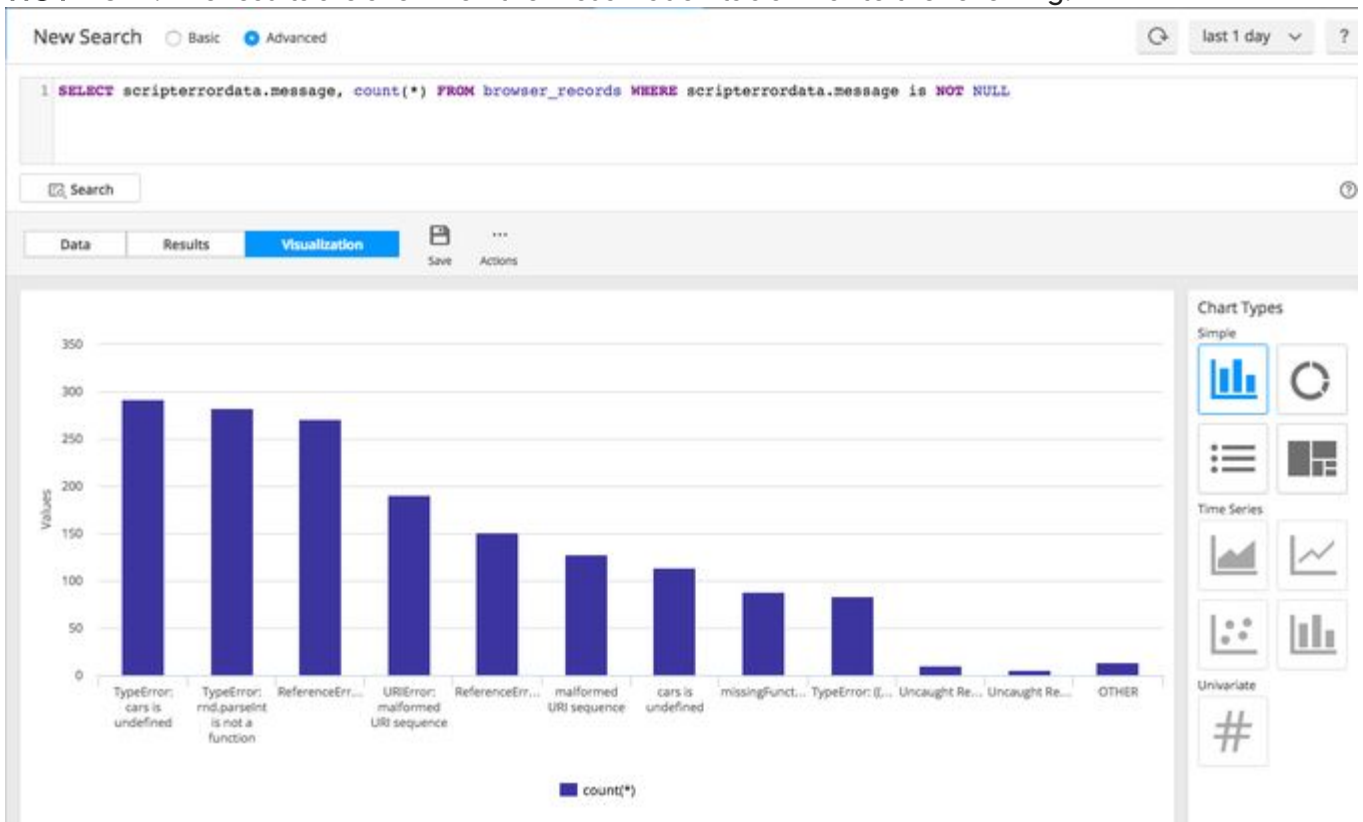 New Search Basic Advanced last 1 day ?
1 SELECT scripterrordata.message, count(*) FROM browser_records WHERE scripterrordata.message is NOT NULL
Search ?
Data Results Visualization Save ... Actions
Chart Types
Simple
350
300
250
200
150
100
50
0
Values
TypeError: cars is undefined
TypeError: rnd.parseInt is not a function
ReferenceErr...
URIError: malformed URI sequence
ReferenceErr...
malformed URI sequence
cars is undefined
missingFunct...
TypeError: ((...
Uncaught Re...
Uncaught Re...
OTHER
count(*)
Time Series
Univariate
#